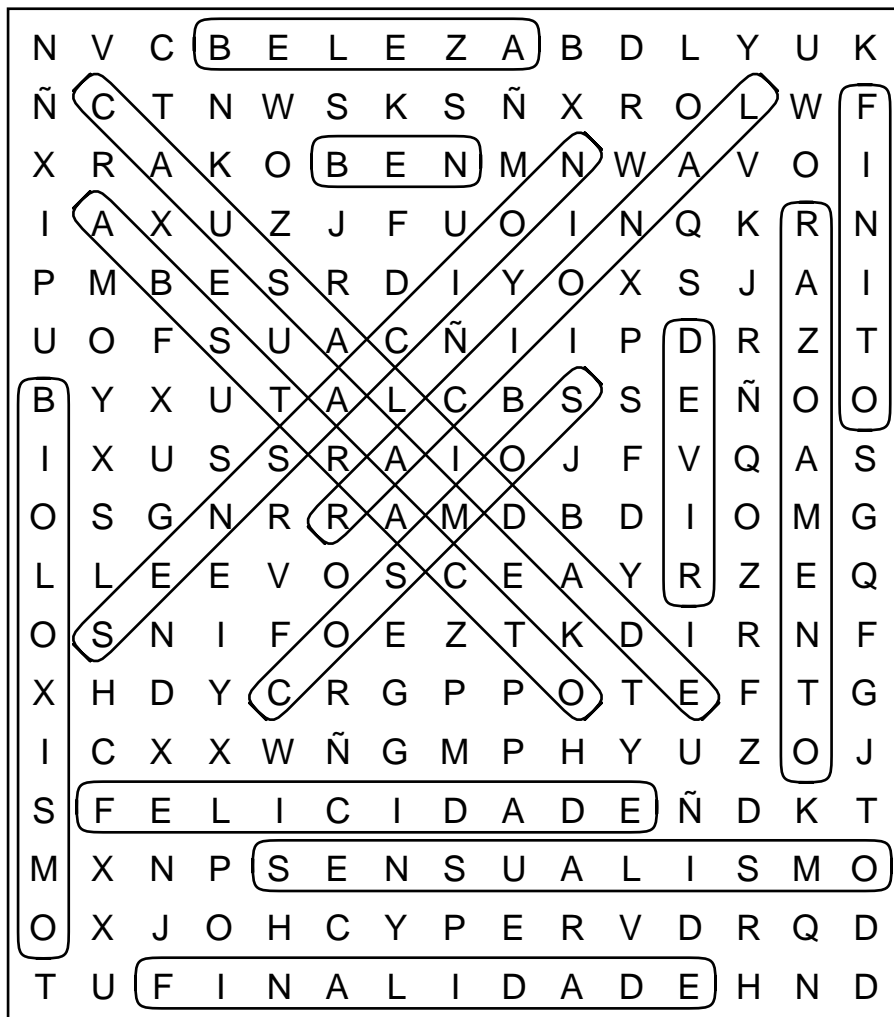 N V C B E L E Z A B D L Y U K
Ñ C T N W S K S Ñ X R O L W F
X R A K O B E N M N W A V O I
I A X U Z J F U O I N Q K R N
P M B E S R D I Y O X S J A I
U O F S U A C Ñ I I P D R Z T
B Y X U T A L C B S S E Ñ O O
I X U S S R A I O J F V Q A S
O S G N R R A M D B D I O M G
L L E E V O S C E A Y R Z E Q
O S N I F O E Z T K D I R N F
X H D Y C R G P P O T E F T G
I C X X W Ñ G M P H Y U Z O J
S F E L I C I D A D E Ñ D K T
M X N P S E N S U A L I S M O
O X J O H C Y P E R V D R Q D
T U F I N A L I D A D E H N D